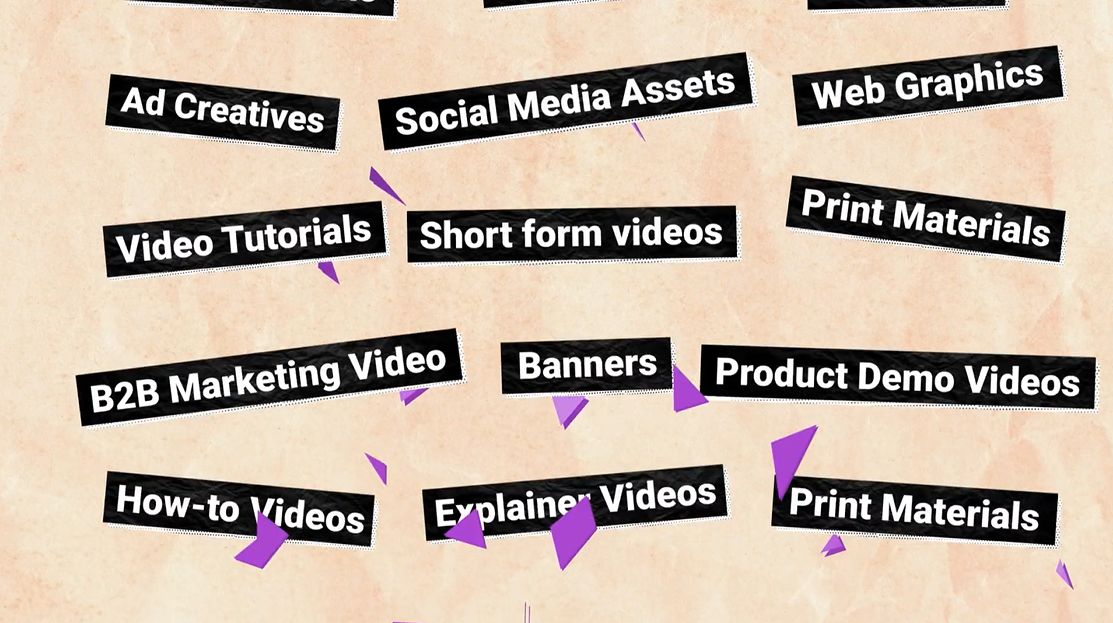 Ad Creatives
Social Media Assets
Web Graphics
Video Tutorials
Short form videos
Print Materials
B2B Marketing Video
Banners
Product Demo Videos
How-to Videos
Explainer Videos
Print Materials